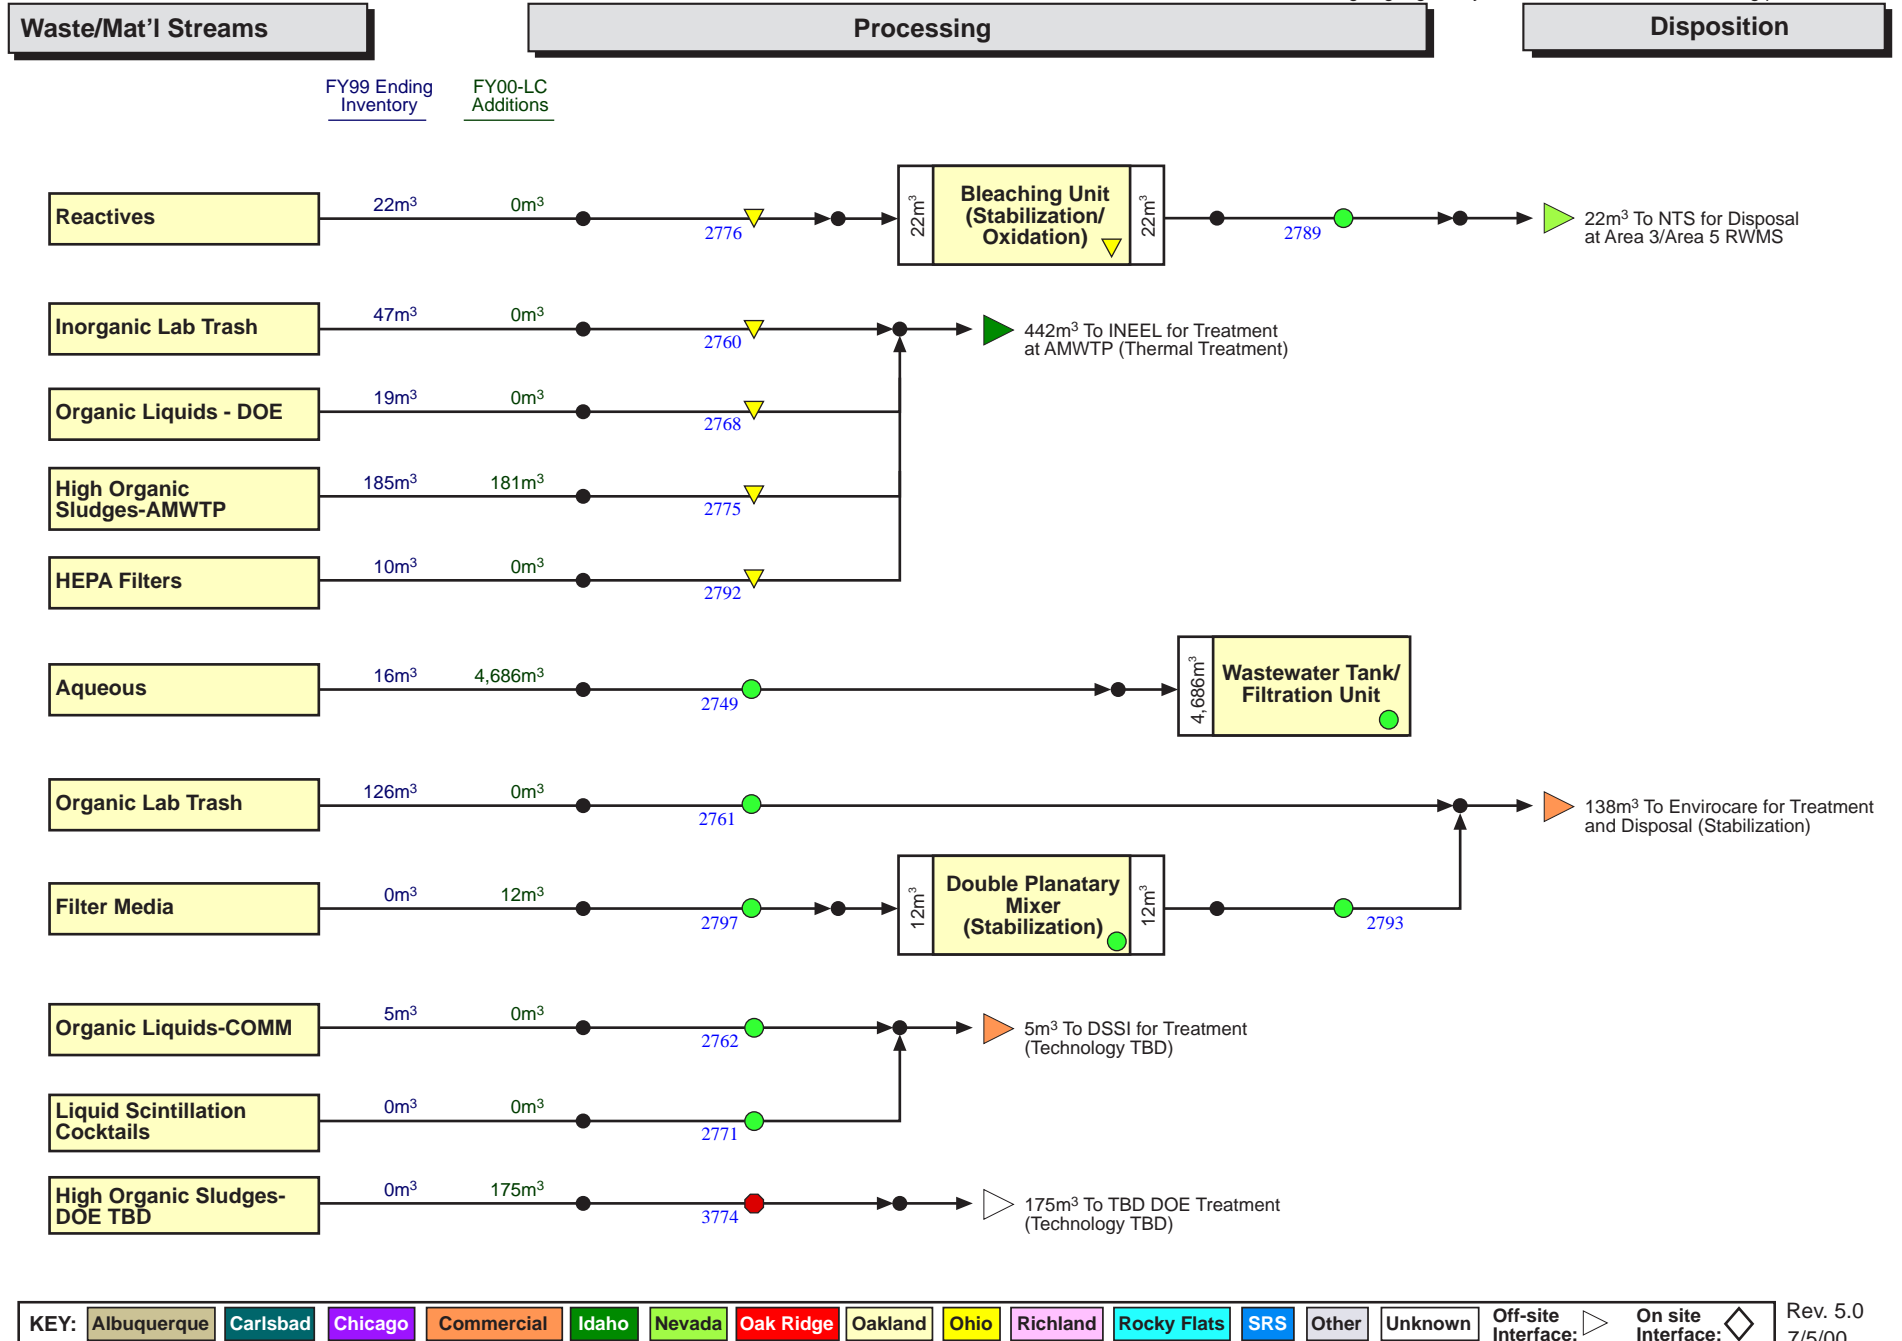 Waste/Mat'l Streams
Processing
Disposition
FY99 Ending
Inventory
FY00-LC
Additions
Reactives
22m³
0m³
2776
22m³
Bleaching Unit
(Stabilization/
Oxidation)
22m³
2789
22m³ To NTS for Disposal
at Area 3/Area 5 RWMS
Inorganic Lab Trash
47m³
0m³
2760
442m³ To INEEL for Treatment
at AMWTP (Thermal Treatment)
Organic Liquids - DOE
19m³
0m³
2768
High Organic
Sludges-AMWTP
185m³
181m³
2775
HEPA Filters
10m³
0m³
2792
Aqueous
16m³
4,686m³
2749
4,686m³
Wastewater Tank/
Filtration Unit
Organic Lab Trash
126m³
0m³
2761
138m³ To Envirocare for Treatment
and Disposal (Stabilization)
Filter Media
0m³
12m³
2797
12m³
Double Planatary
Mixer
(Stabilization)
12m³
2793
Organic Liquids-COMM
5m³
0m³
2762
5m³ To DSSI for Treatment
(Technology TBD)
Liquid Scintillation
Cocktails
0m³
0m³
2771
High Organic Sludges-
DOE TBD
0m³
175m³
3774
175m³ To TBD DOE Treatment
(Technology TBD)
KEY: Albuquerque Carlsbad Chicago Commercial Idaho Nevada Oak Ridge Oakland Ohio Richland Rocky Flats SRS Other Unknown
Off-site
Interface:
On site
Interface:
Rev. 5.0
7/5/00